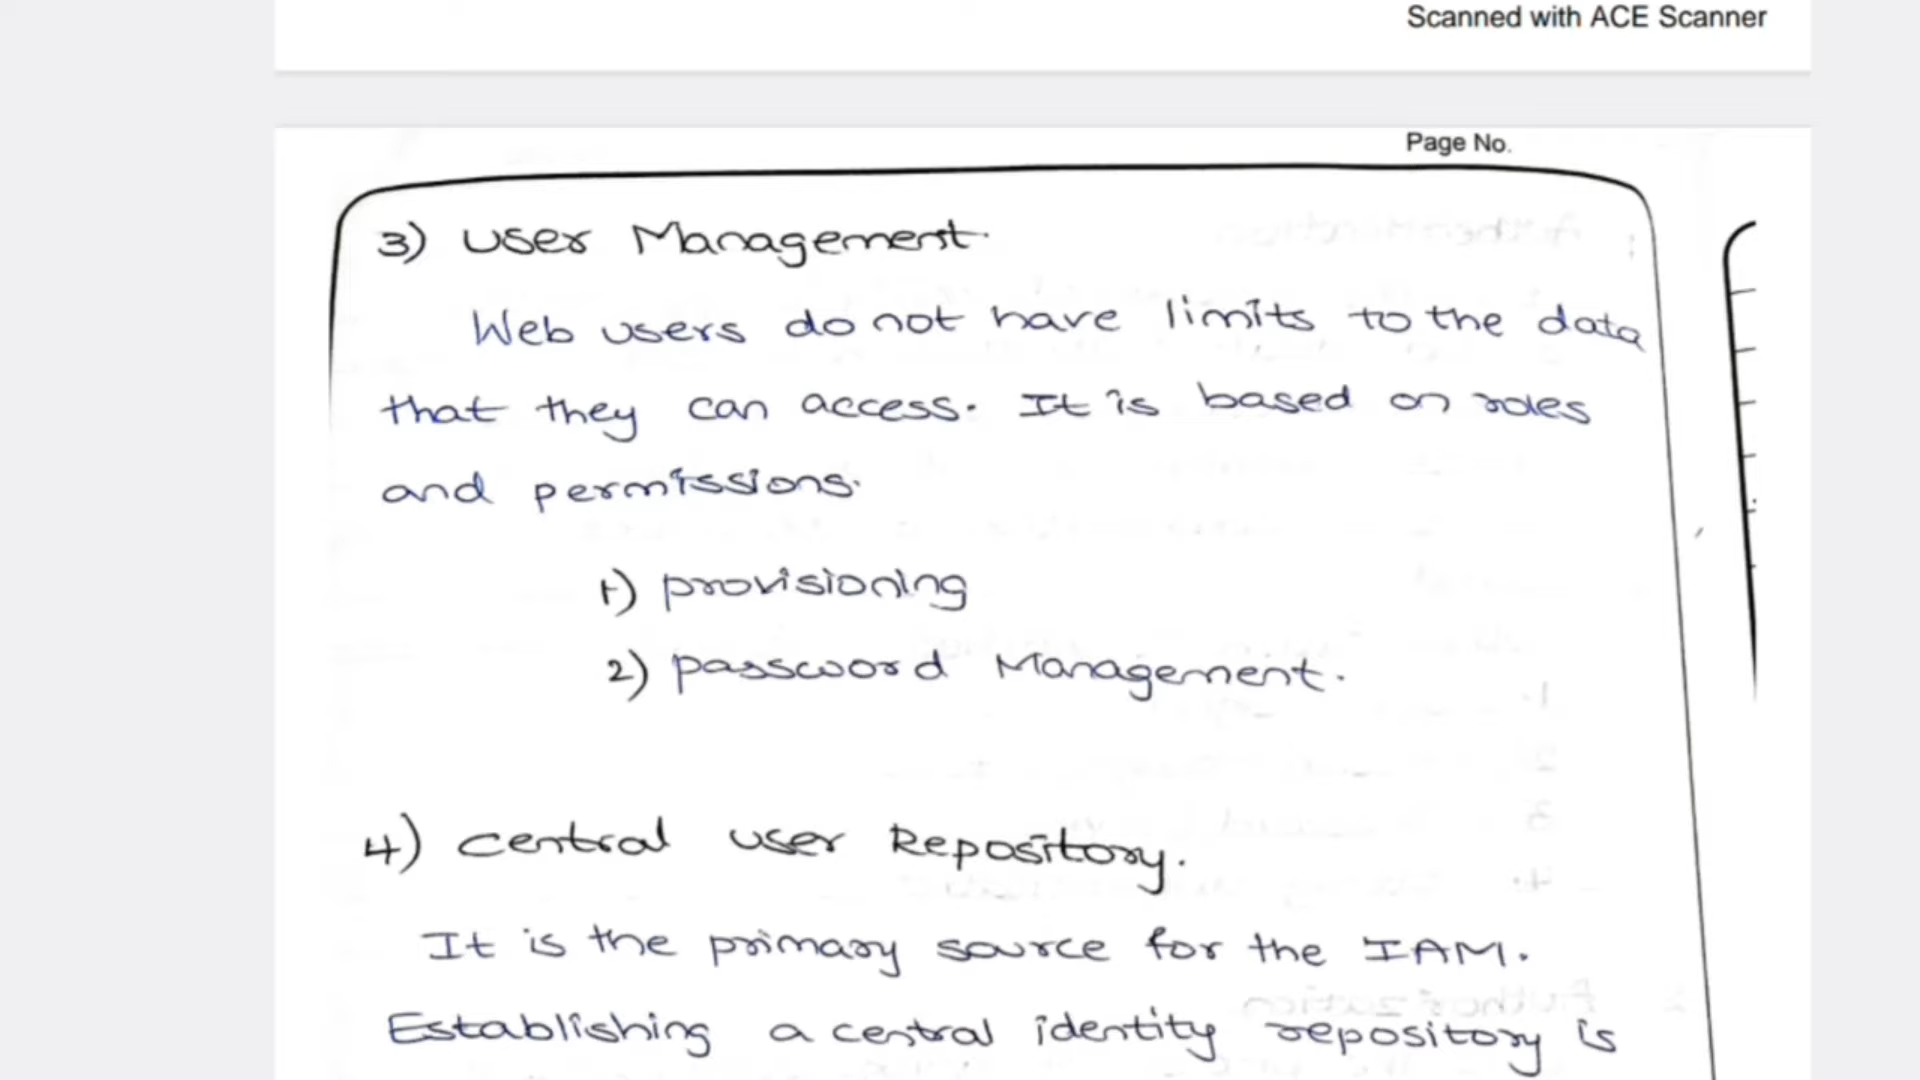 Scanned with ACE Scanner
Page No.
3) User Management.
Web users do not have limits to the data
that they can access. It is based on roles
and permissions.
1) provisioning
2) password Management.
4) Central user Repository.
It is the primary source for the IAM.
Establishing a central identity repository is